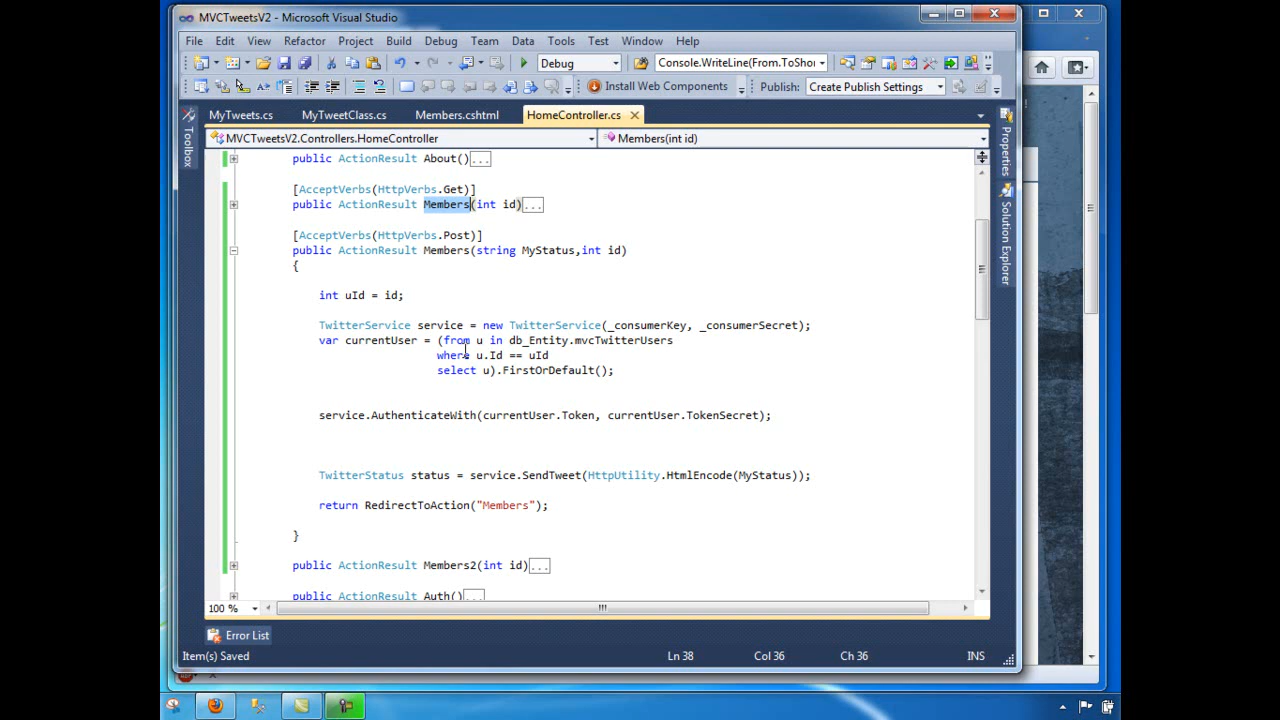 MVCTweetsV2 - Microsoft Visual Studio
File Edit View Refactor Project Build Debug Team Data Tools Test Window Help
Debug Console.WriteLine(From.ToShor
Install Web Components Publish: Create Publish Settings
MyTweets.cs MyTweetClass.cs Members.cshtml HomeController.cs
Toolbox
MVCTweetsV2.Controllers.HomeController Members(int id)
Properties
Solution Explorer
public ActionResult About()...
[AcceptVerbs(HttpVerbs.Get)]
public ActionResult Members(int id)...
[AcceptVerbs(HttpVerbs.Post)]
public ActionResult Members(string MyStatus,int id)
{
int uId = id;
TwitterService service = new TwitterService(_consumerKey, _consumerSecret);
var currentUser = (from u in db_Entity.mvcTwitterUsers
where u.Id == uId
select u).FirstOrDefault();
service.AuthenticateWith(currentUser.Token, currentUser.TokenSecret);
TwitterStatus status = service.SendTweet(HttpUtility.HtmlEncode(MyStatus));
return RedirectToAction("Members");
}
public ActionResult Members2(int id)...
public ActionResult Auth()...
100 %
Error List
Item(s) Saved Ln 38 Col 36 Ch 36 INS